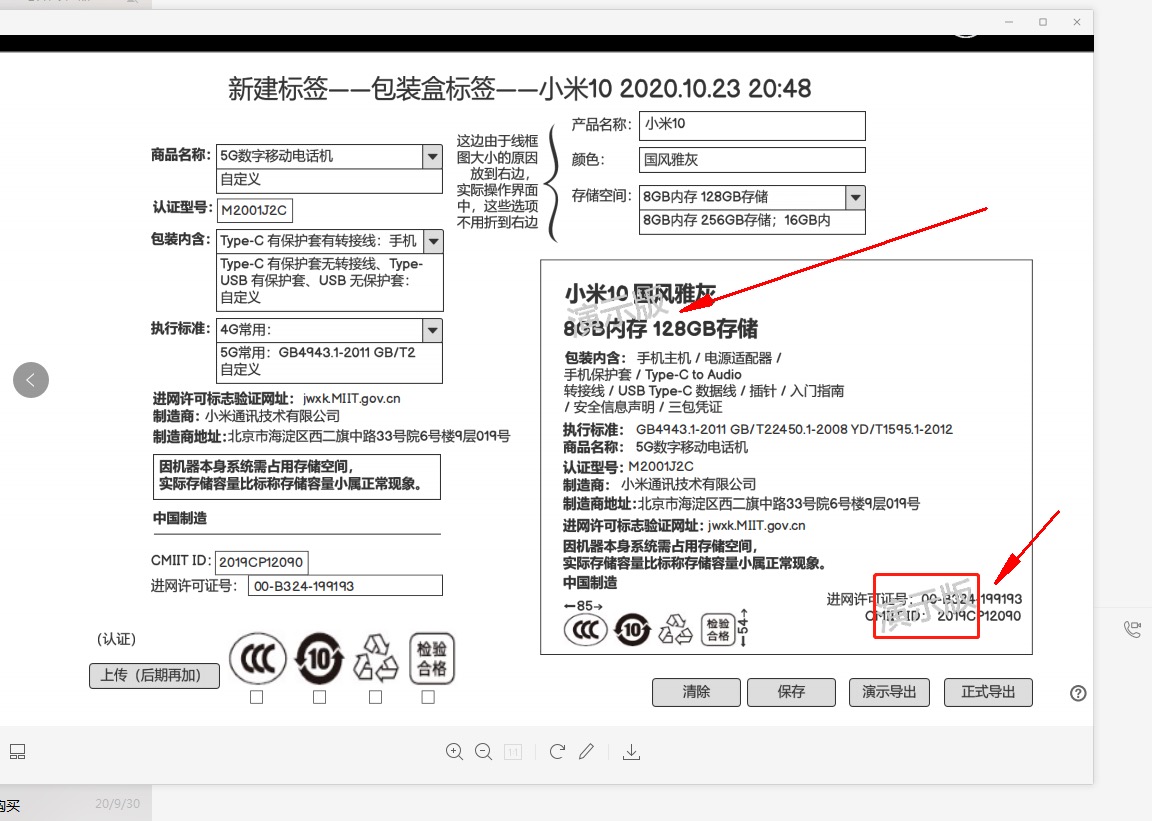 新建标签——包装盒标签——小米10 2020.10.23 20:48
商品名称：
5G数字移动电话机
自定义
认证型号：
M2001J2C
包装内含：
Type-C 有保护套有转接线：手机
Type-C 有保护套无转接线、Type-
USB 有保护套、USB 无保护套：
自定义
执行标准：
4G常用：
5G常用：GB4943.1-2011 GB/T2
自定义
进网许可标志验证网址： jwxk.MIIT.gov.cn
制造商：小米通讯技术有限公司
制造商地址:北京市海淀区西二旗中路33号院6号楼9层019号
因机器本身系统需占用存储空间，
实际存储容量比标称存储容量小属正常现象。
中国制造
CMIIT ID：
2019CP12090
进网许可证号：
00-B324-199193
(认证)
上传（后期再加）
CCC
10
检验
合格
这边由于线框
图大小的原因
放到右边，
实际操作界面
中，这些选项
不用折到右边
产品名称：
小米10
颜色：
国风雅灰
存储空间：
8GB内存 128GB存储
8GB内存 256GB存储；16GB内
小米10 国风雅灰
演示版
8GB内存 128GB存储
包装内含： 手机主机 / 电源适配器 /
手机保护套 / Type-C to Audio
转接线 / USB Type-C 数据线 / 插针 / 入门指南
/ 安全信息声明 / 三包凭证
执行标准： GB4943.1-2011 GB/T22450.1-2008 YD/T1595.1-2012
商品名称： 5G数字移动电话机
认证型号: M2001J2C
制造商： 小米通讯技术有限公司
制造商地址:北京市海淀区西二旗中路33号院6号楼9层019号
进网许可标志验证网址: jwxk.MIIT.gov.cn
因机器本身系统需占用存储空间，
实际存储容量比标称存储容量小属正常现象。
中国制造
进网许可证号： 00-B324-199193
CMIIT ID： 2019CP12090
演示版
←85→
CCC
10
检验
合格
←54→
清除
保存
演示导出
正式导出
1:1
购买
20/9/30